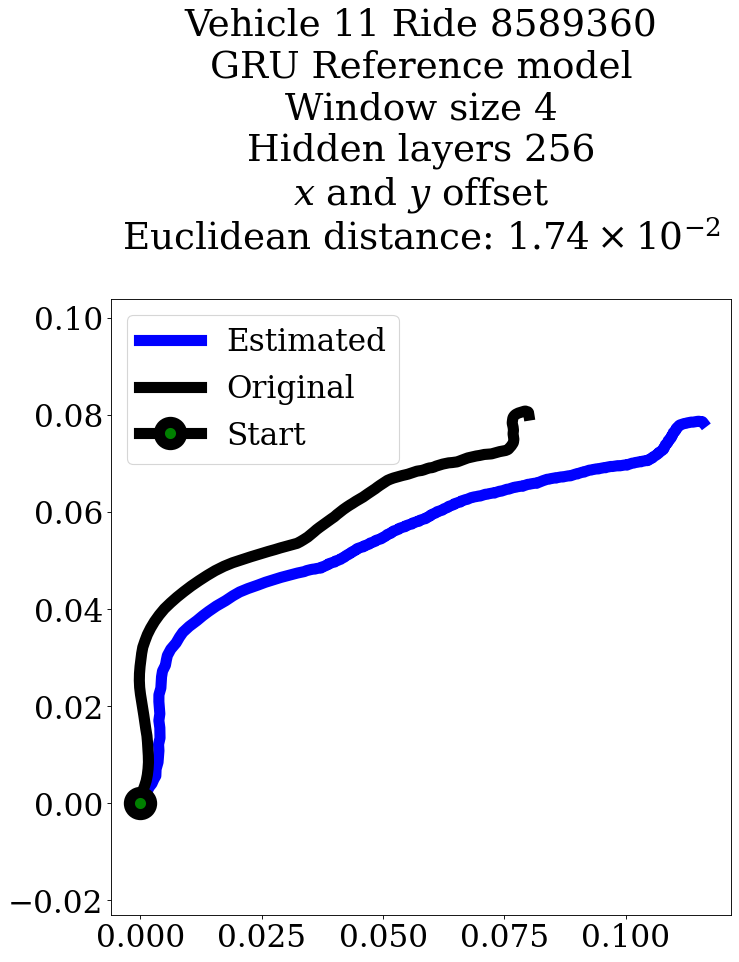 Vehicle 11 Ride 8589360
GRU Reference model
Window size 4
Hidden layers 256
x and y offset
Euclidean distance: 1.74 × 10⁻²
Estimated
Original
Start
0.10
0.08
0.06
0.04
0.02
0.00
−0.02
0.000 0.025 0.050 0.075 0.100